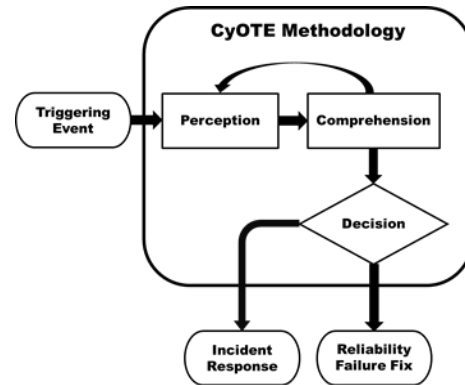 CyOTE Methodology
Triggering
Event
Perception
Comprehension
Decision
Incident
Response
Reliability
Failure Fix